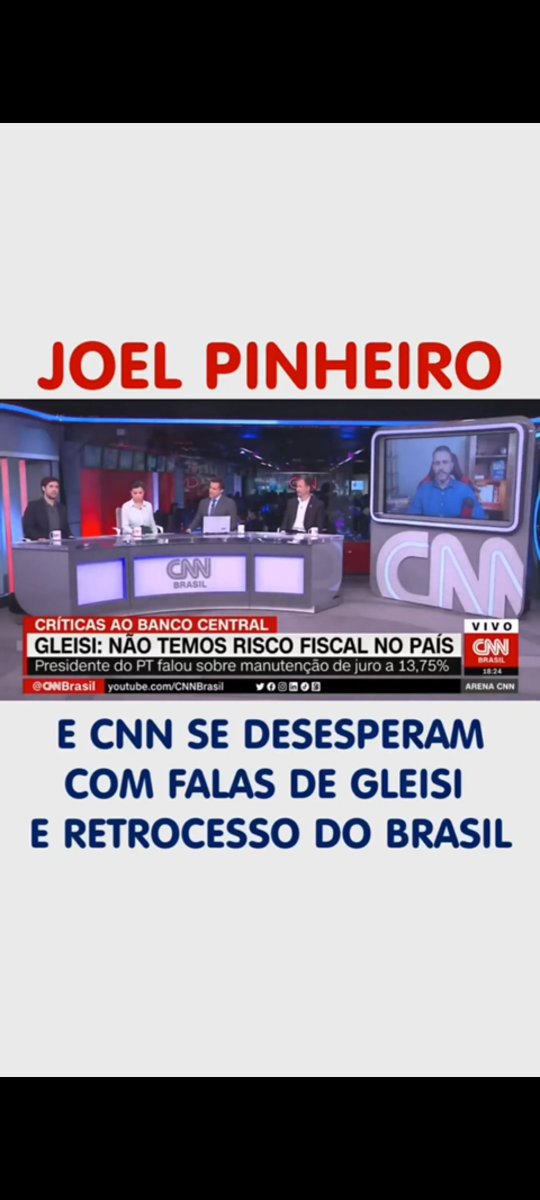 JOEL PINHEIRO
CNN
CNN
BRASIL
CNN
CRÍTICAS AO BANCO CENTRAL
VIVO
GLEISI: NÃO TEMOS RISCO FISCAL NO PAÍS
Presidente do PT falou sobre manutenção de juro a 13,75%
CNN
BRASIL
18:24
@CNNBrasil youtube.com/CNNBrasil
ARENA CNN
E CNN SE DESESPERAM
COM FALAS DE GLEISI
E RETROCESSO DO BRASIL